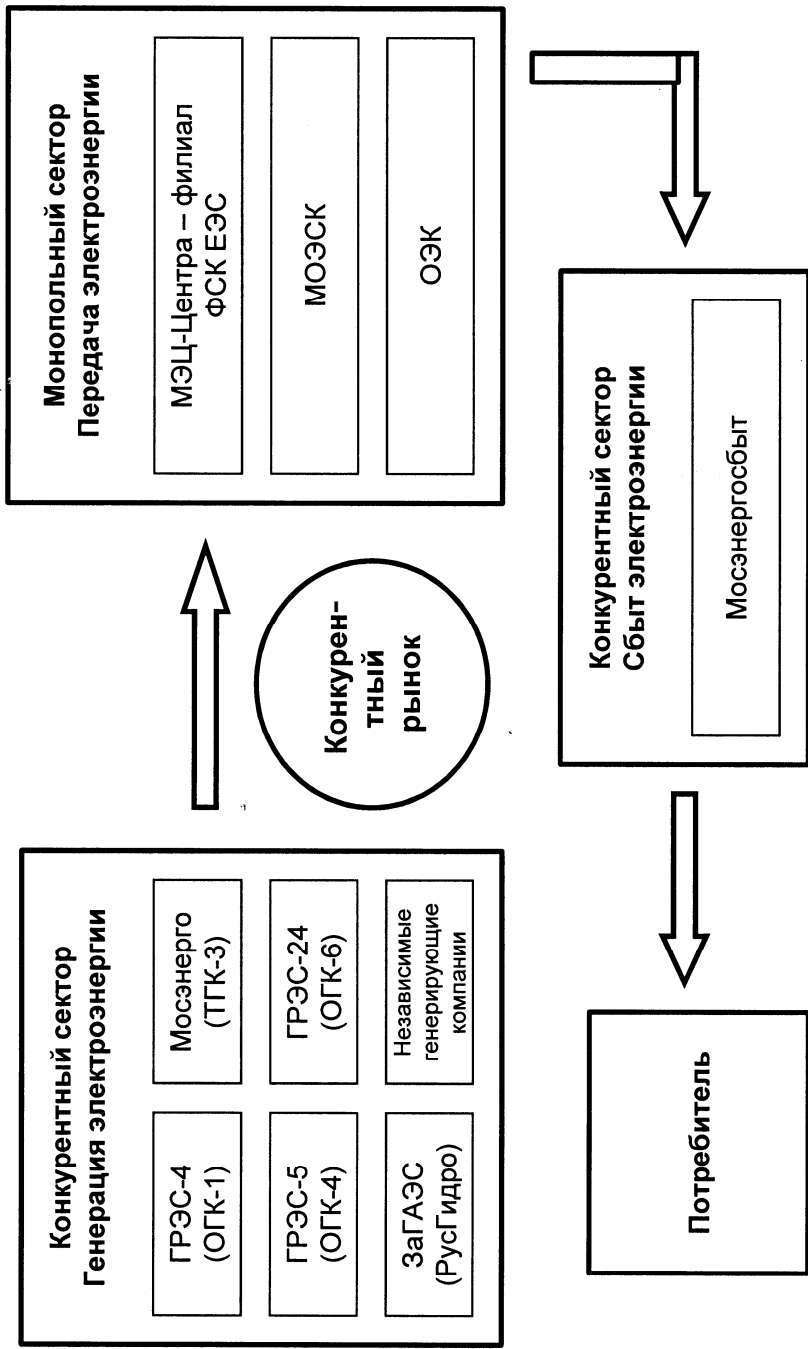 Конкурентный сектор
Генерация электроэнергии
ГРЭС-4
(ОГК-1)
Мосэнерго
(ТГК-3)
ГРЭС-5
(ОГК-4)
ГРЭС-24
(ОГК-6)
ЗаГАЭС
(РусГидро)
Независимые
генерирующие
компании
Конкурен-
тный
рынок
Монопольный сектор
Передача электроэнергии
МЭЦ-Центра – филиал
ФСК ЕЭС
МОЭСК
ОЭК
Потребитель
Конкурентный сектор
Сбыт электроэнергии
Мосэнергосбыт